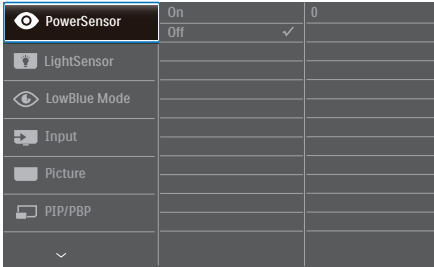 PowerSensor
On
0
Off
LightSensor
LowBlue Mode
Input
Picture
PIP/PBP